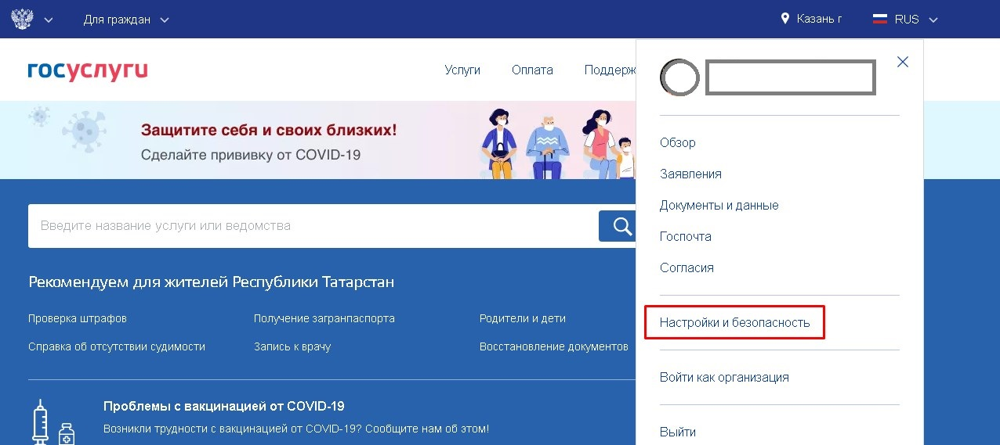 Для граждан
Казань г
RUS
госуслуги
Услуги
Оплата
Поддерж
Защитите себя и своих близких!
Сделайте прививку от COVID-19
Введите название услуги или ведомства
Рекомендуем для жителей Республики Татарстан
Проверка штрафов
Получение загранпаспорта
Родители и дети
Справка об отсутствии судимости
Запись к врачу
Восстановление документов
Проблемы с вакцинацией от COVID-19
Возникли трудности с вакцинацией от COVID-19? Сообщите нам об этом!
Обзор
Заявления
Документы и данные
Госпочта
Согласия
Настройки и безопасность
Войти как организация
Выйти